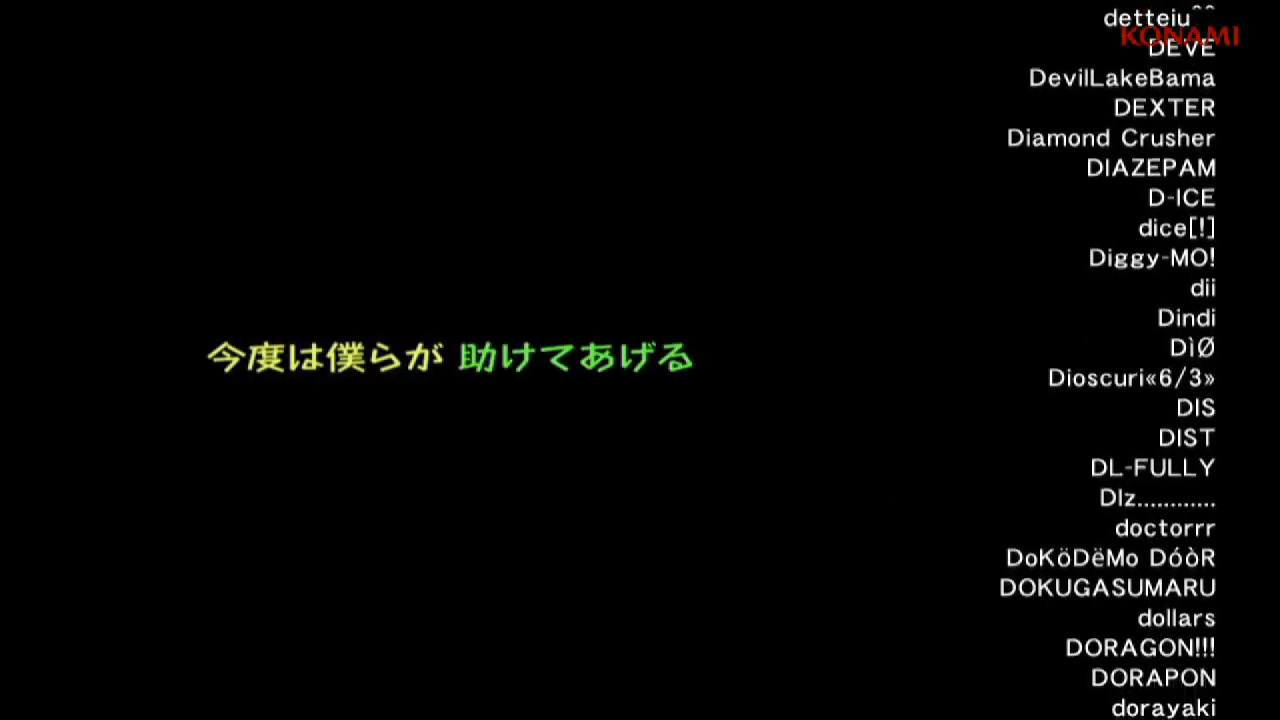 今度は僕らが 助けてあげる
detteiu^^
KONAMI
DEVE
DevilLakeBama
DEXTER
Diamond Crusher
DIAZEPAM
D-ICE
dice[!]
Diggy-MO!
dii
Dindi
DìØ
Dioscuri«6/3»
DIS
DIST
DL-FULLY
Dlz............
doctorrr
DoKöDëMo DóòR
DOKUGASUMARU
dollars
DORAGON!!!
DORAPON
dorayaki